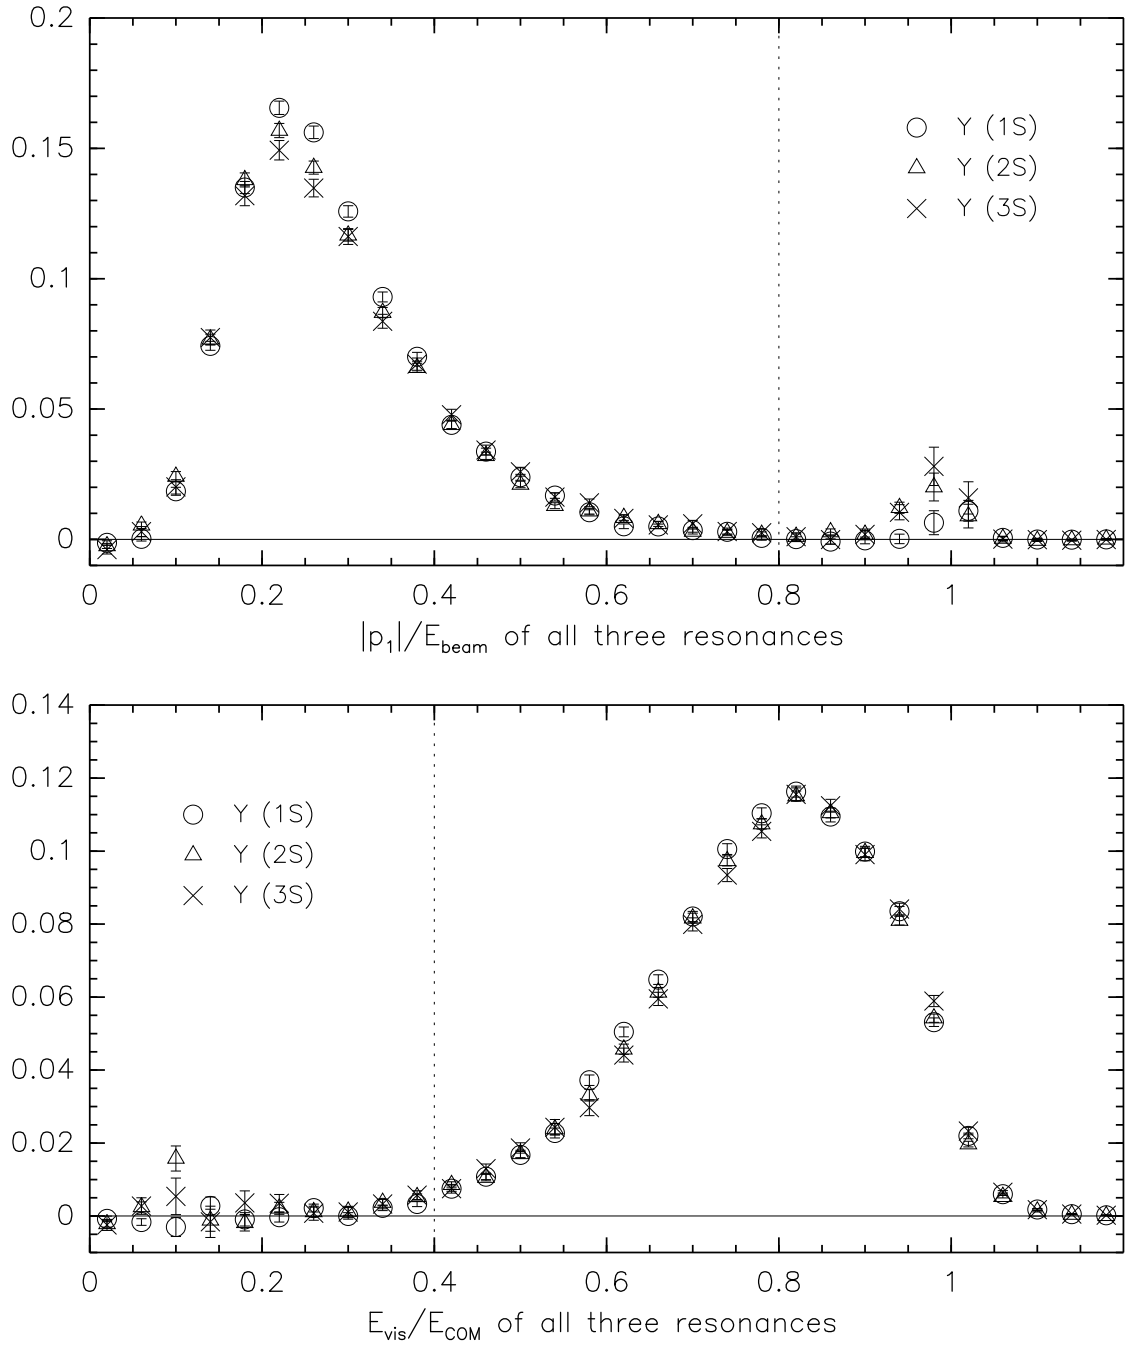 0.2
0.15
0.1
0.05
0
Υ (1S)
Υ (2S)
Υ (3S)
0 0.2 0.4 0.6 0.8 1
|p₁|/E_beam of all three resonances
0.14
0.12
0.1
0.08
0.06
0.04
0.02
0
Υ (1S)
Υ (2S)
Υ (3S)
0 0.2 0.4 0.6 0.8 1
E_vis/E_COM of all three resonances